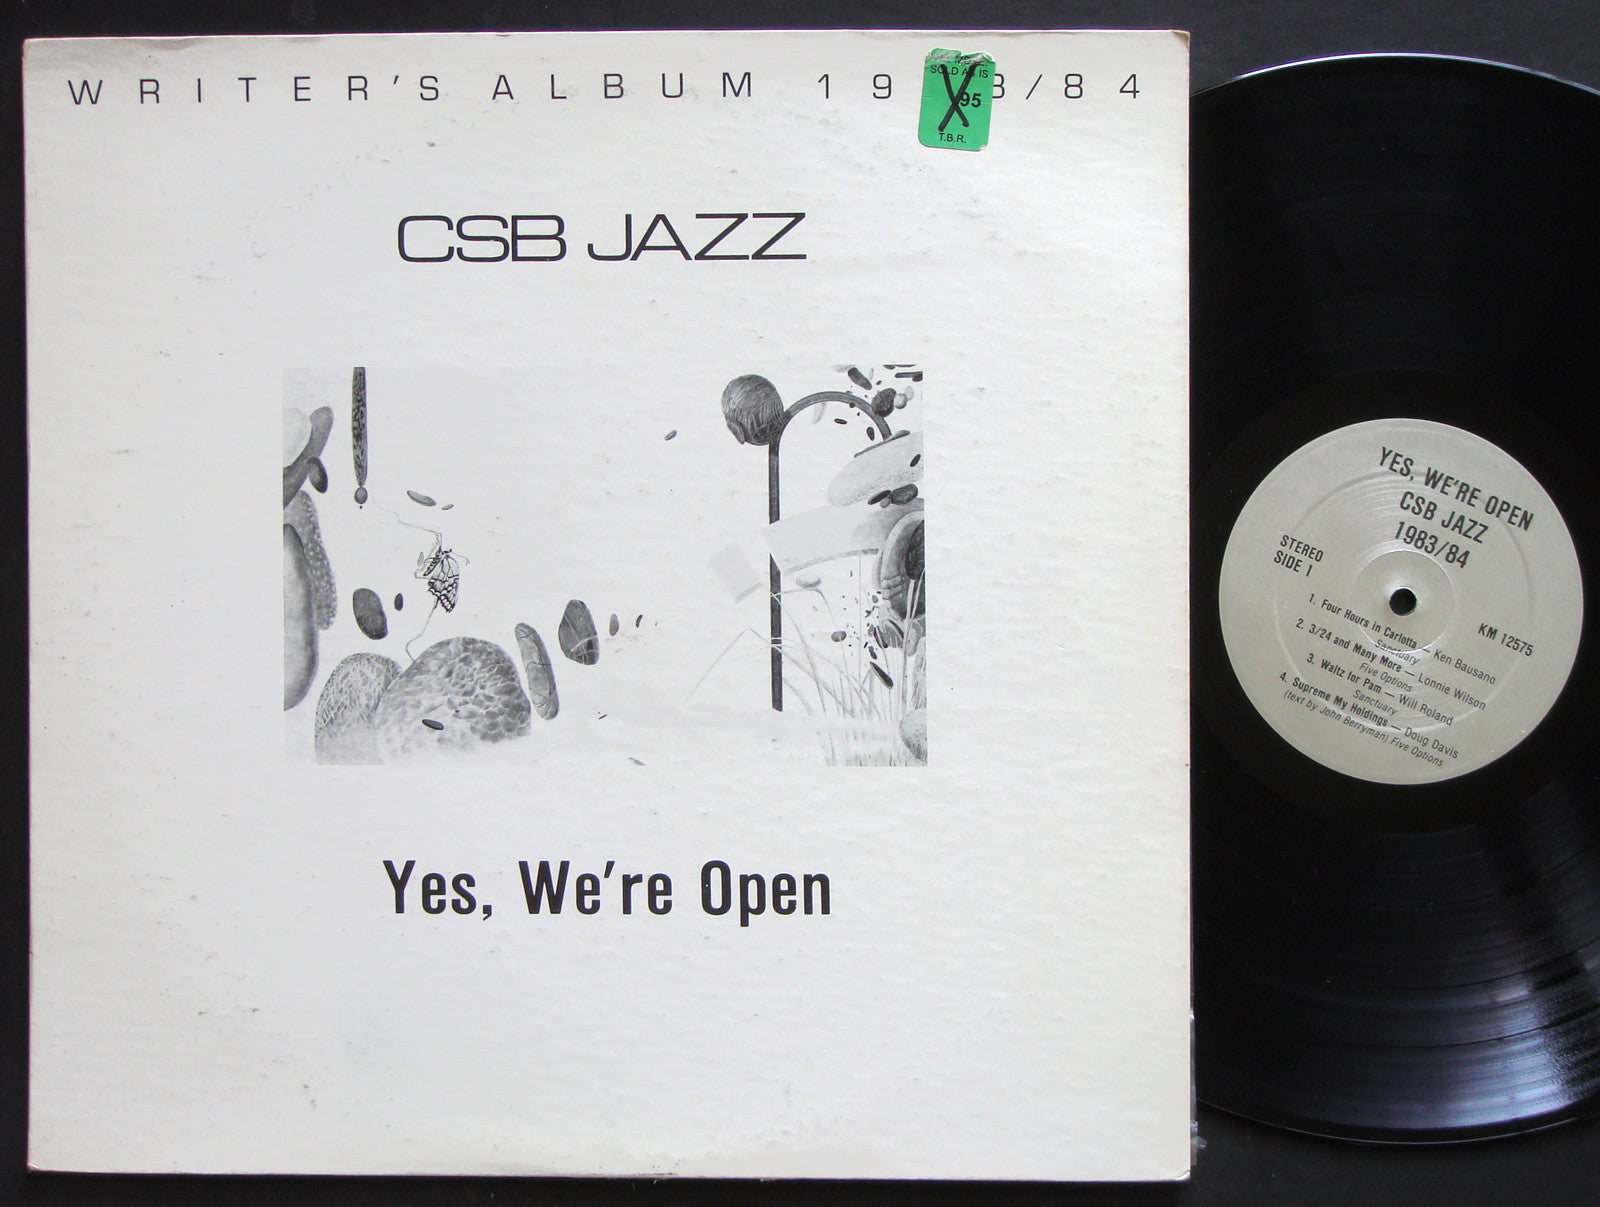 WRITER'S ALBUM 19 3/84
SOLD AS IS
95
T.B.R.
CSB JAZZ
Yes, We're Open
YES, WE'RE OPEN
CSB JAZZ
1983/84
STEREO
SIDE 1
KM 12575
1. Four Hours in Carlotta — Ken Bausano
Sanctuary
2. 3/24 and Many More — Lonnie Wilson
Five Options
3. Waltz for Pam — Will Roland
Sanctuary
4. Supreme My Holdings — Doug Davis
(text by John Berryman) Five Options